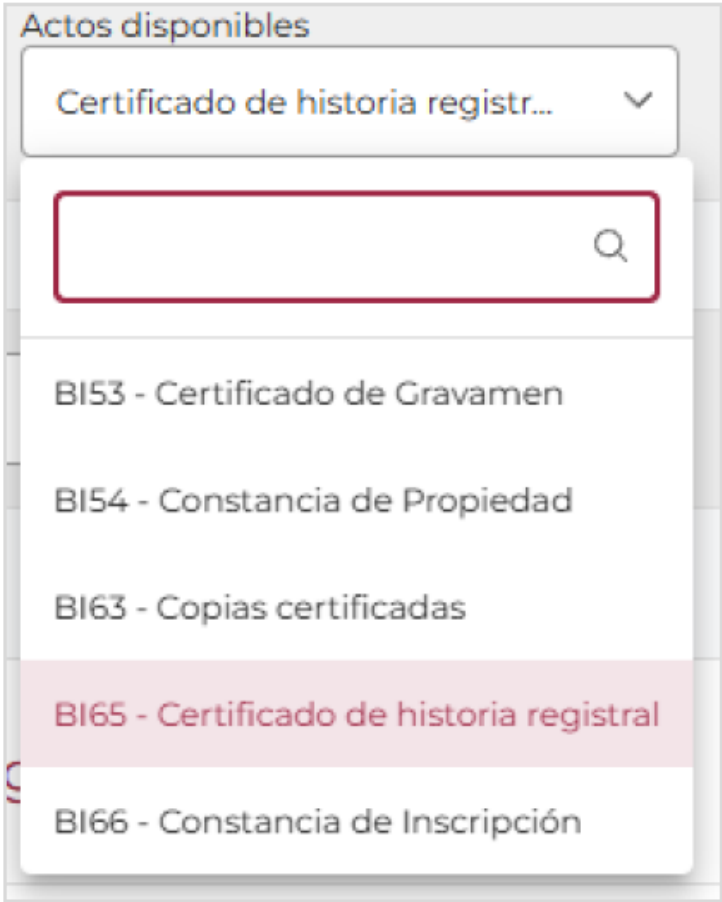 Actos disponibles
Certificado de historia registr...
BI53 - Certificado de Gravamen
BI54 - Constancia de Propiedad
BI63 - Copias certificadas
BI65 - Certificado de historia registral
BI66 - Constancia de Inscripción